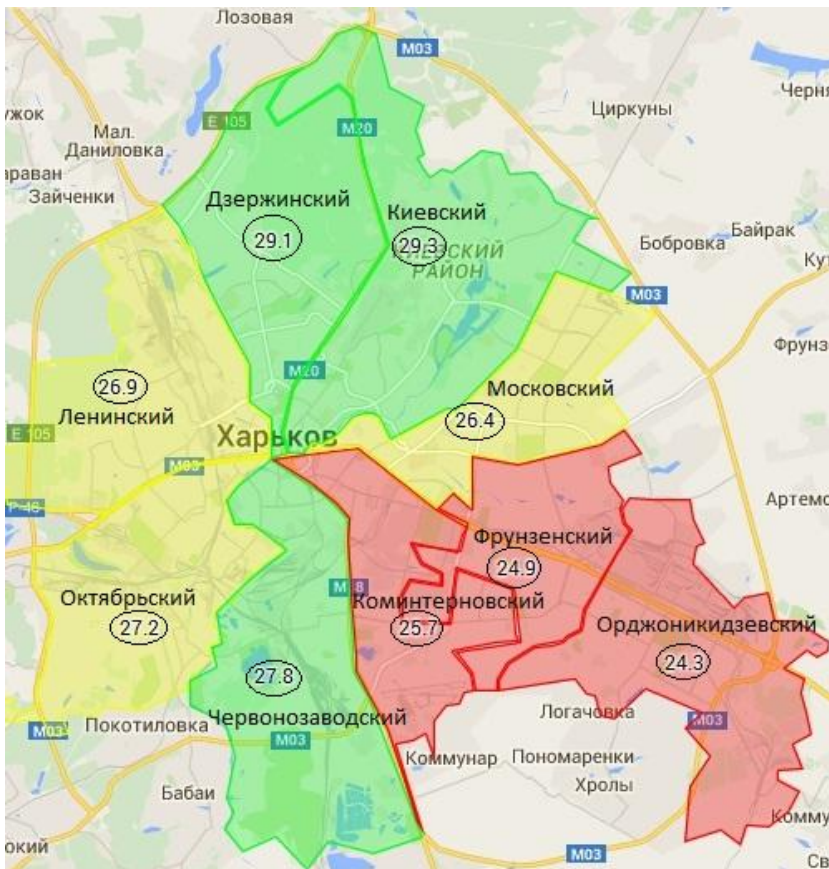 Лозовая
М03
Черня
Циркуны
ужок
Мал.
Даниловка
Е 105
М20
араван
Зайченки
Дзержинский
29.1
Киевский
29.3
КИЕВСКИЙ
РАЙОН
Байрак
Бобровка
Кут
М03
Фрунз
М20
26.9
Ленинский
Московский
26.4
Е 105
Харьков
М03
Р 46
Артемо
Фрунзенский
24.9
М18
Октябрьский
27.2
Коминтерновский
25.7
Орджоникидзевский
24.3
27.8
Червонозаводский
Логачовка
М03
М03
Покотиловка
М03
Коммунар
Пономаренки
Хролы
Бабаи
Комму
окий
М03
Св